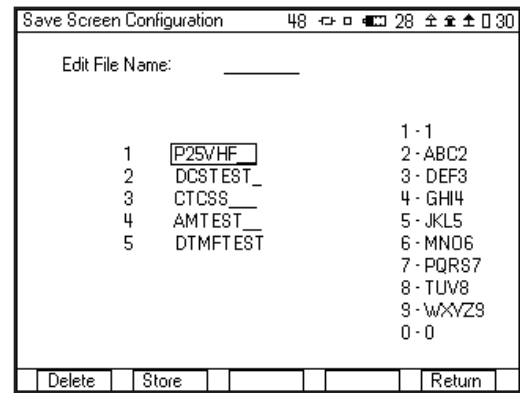 Save Screen Configuration 48 28 30
Edit File Name: ________
1 P25VHF__
2 DCSTEST_
3 CTCSS___
4 AMTEST__
5 DTMFTEST
1 - 1
2 - ABC2
3 - DEF3
4 - GHI4
5 - JKL5
6 - MNO6
7 - PQRS7
8 - TUV8
9 - WXYZ9
0 - 0
Delete Store Return